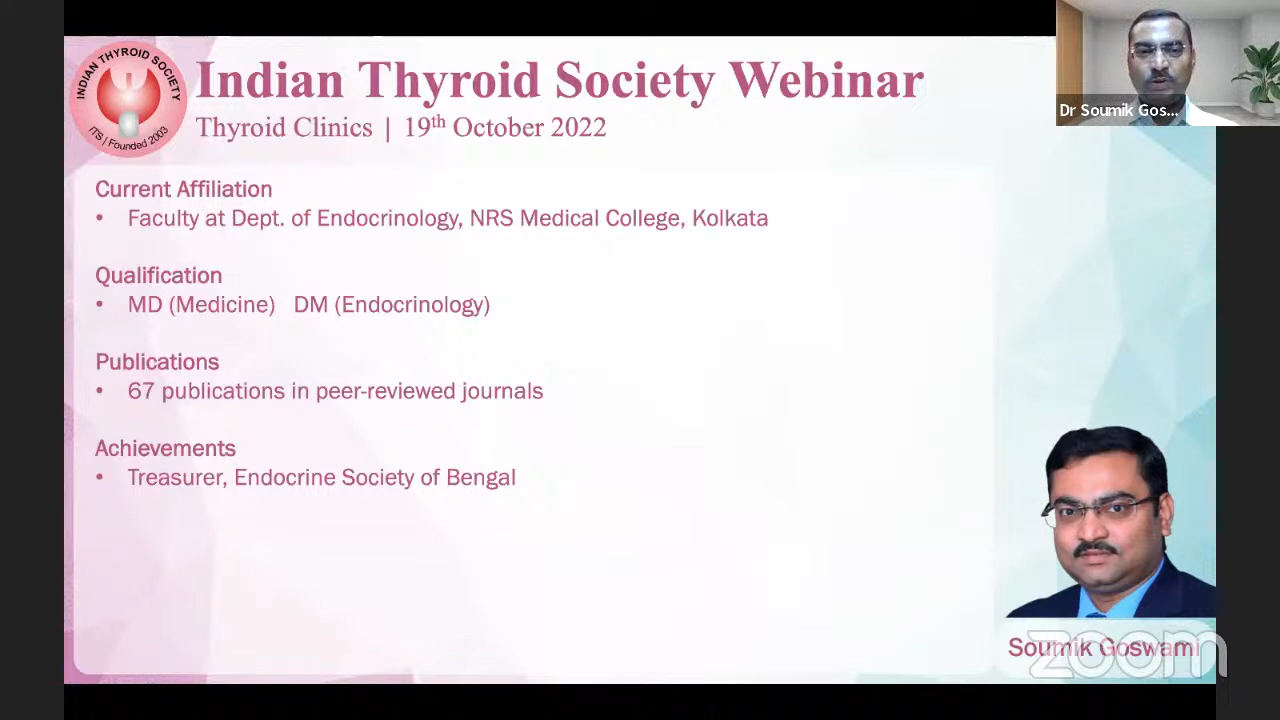 INDIAN THYROID SOCIETY
ITS / Founded 2003
Indian Thyroid Society Webinar
Thyroid Clinics | 19th October 2022
Dr Soumik Gos...
Current Affiliation
• Faculty at Dept. of Endocrinology, NRS Medical College, Kolkata
Qualification
• MD (Medicine) DM (Endocrinology)
Publications
• 67 publications in peer-reviewed journals
Achievements
• Treasurer, Endocrine Society of Bengal
Soumik Goswami
zoom